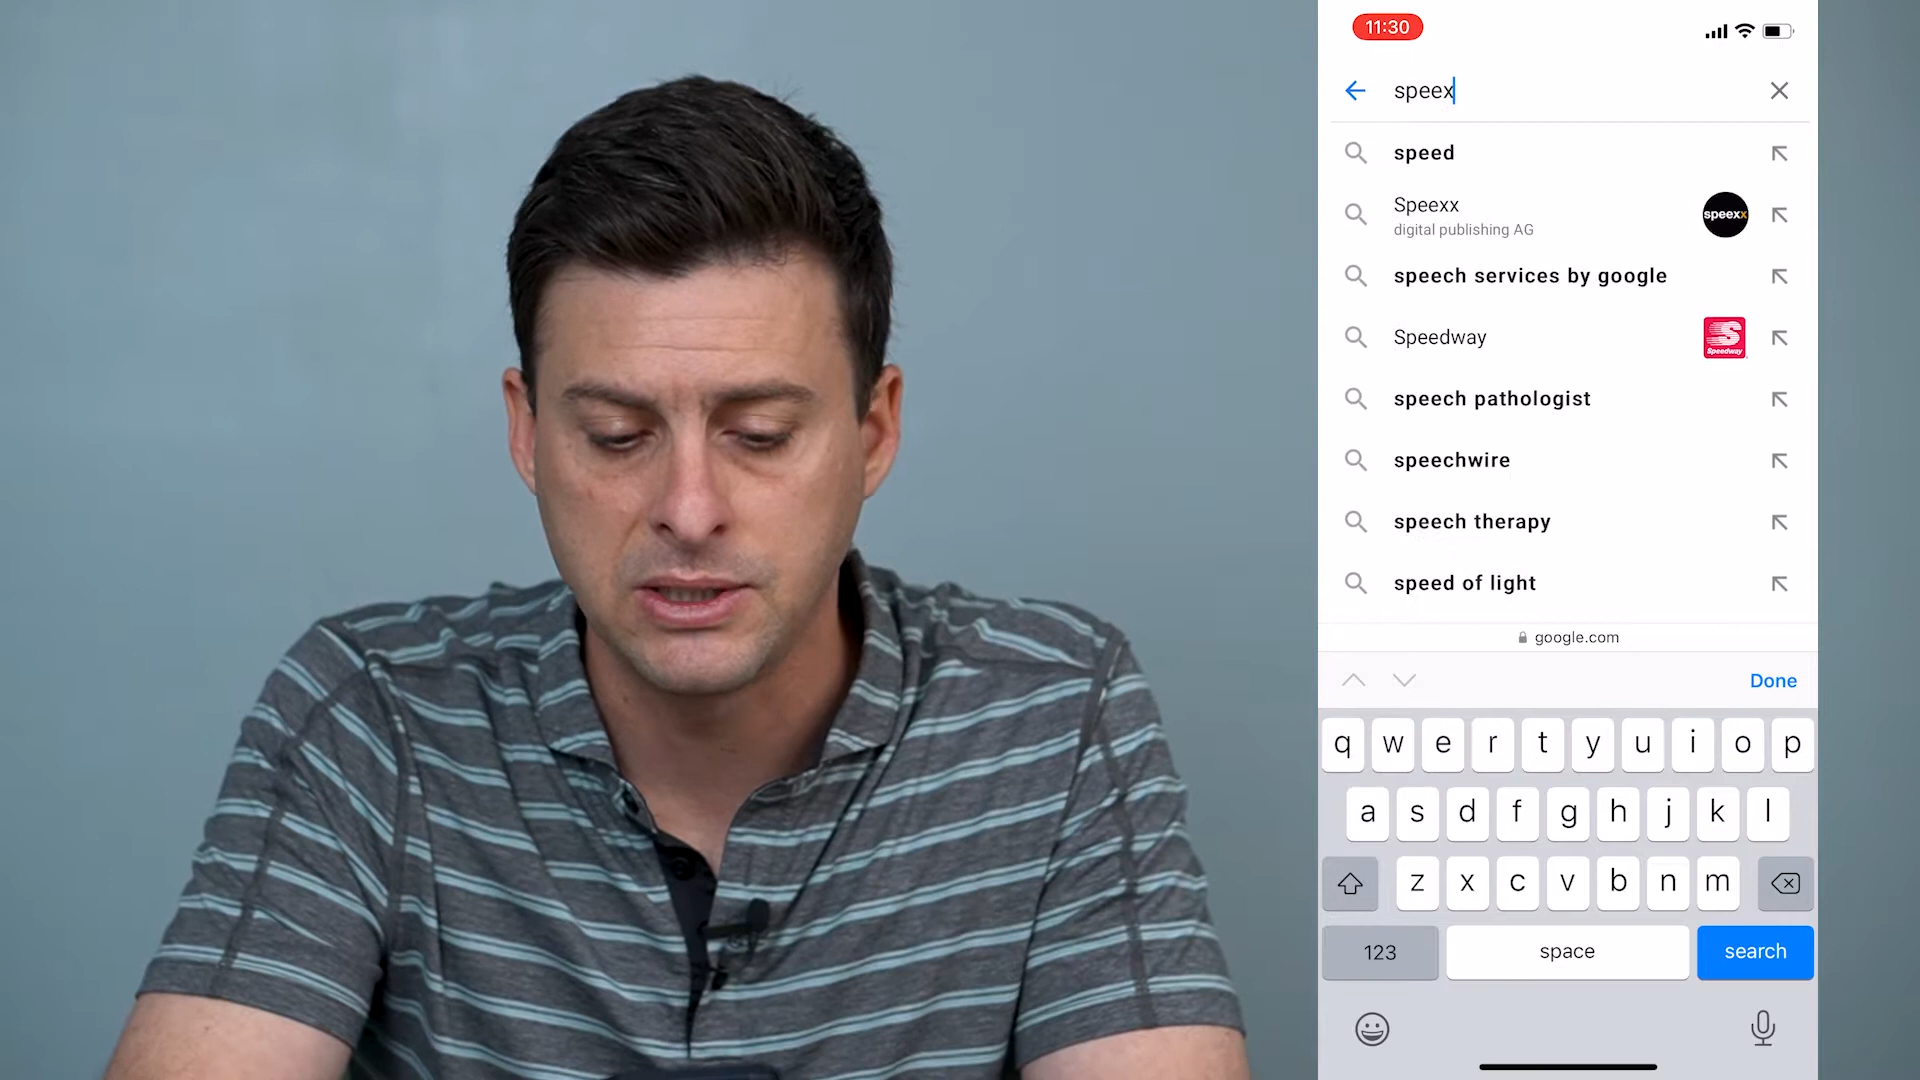 11:30
speex
speed
Speexx
digital publishing AG
speexx
speech services by google
Speedway
S
Speedway
speech pathologist
speechwire
speech therapy
speed of light
google.com
Done
q w e r t y u i o p
a s d f g h j k l
z x c v b n m
123 space search